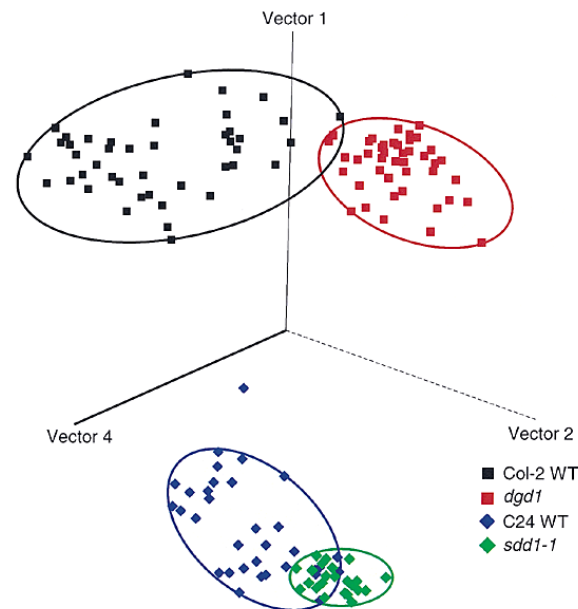 Vector 1
Vector 4
Vector 2
Col-2 WT
dgd1
C24 WT
sdd1-1